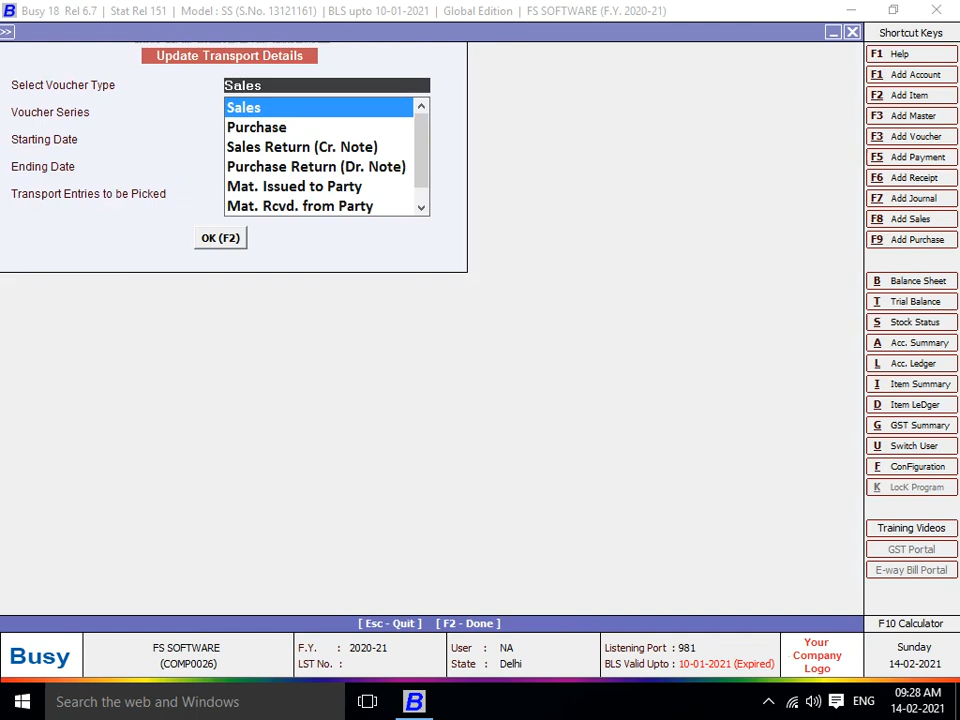 Busy 18 Rel 6.7 | Stat Rel 151 | Model : SS (S.No. 13121161) | BLS upto 10-01-2021 | Global Edition | FS SOFTWARE (F.Y. 2020-21)
>>
Update Transport Details
Select Voucher Type Sales
Voucher Series
Starting Date
Ending Date
Transport Entries to be Picked
Sales
Purchase
Sales Return (Cr. Note)
Purchase Return (Dr. Note)
Mat. Issued to Party
Mat. Rcvd. from Party
OK (F2)
Shortcut Keys
F1 Help
F1 Add Account
F2 Add Item
F3 Add Master
F3 Add Voucher
F5 Add Payment
F6 Add Receipt
F7 Add Journal
F8 Add Sales
F9 Add Purchase
B Balance Sheet
T Trial Balance
S Stock Status
A Acc. Summary
L Acc. Ledger
I Item Summary
D Item LeDger
G GST Summary
U Switch User
F ConFiguration
K LocK Program
Training Videos
GST Portal
E-way Bill Portal
[ Esc - Quit ] [ F2 - Done ]
F10 Calculator
Busy
FS SOFTWARE
(COMP0026)
F.Y. : 2020-21
LST No. :
User : NA
State : Delhi
Listening Port : 981
BLS Valid Upto : 10-01-2021 (Expired)
Your
Company
Logo
Sunday
14-02-2021
Search the web and Windows
B
ENG
09:28 AM
14-02-2021